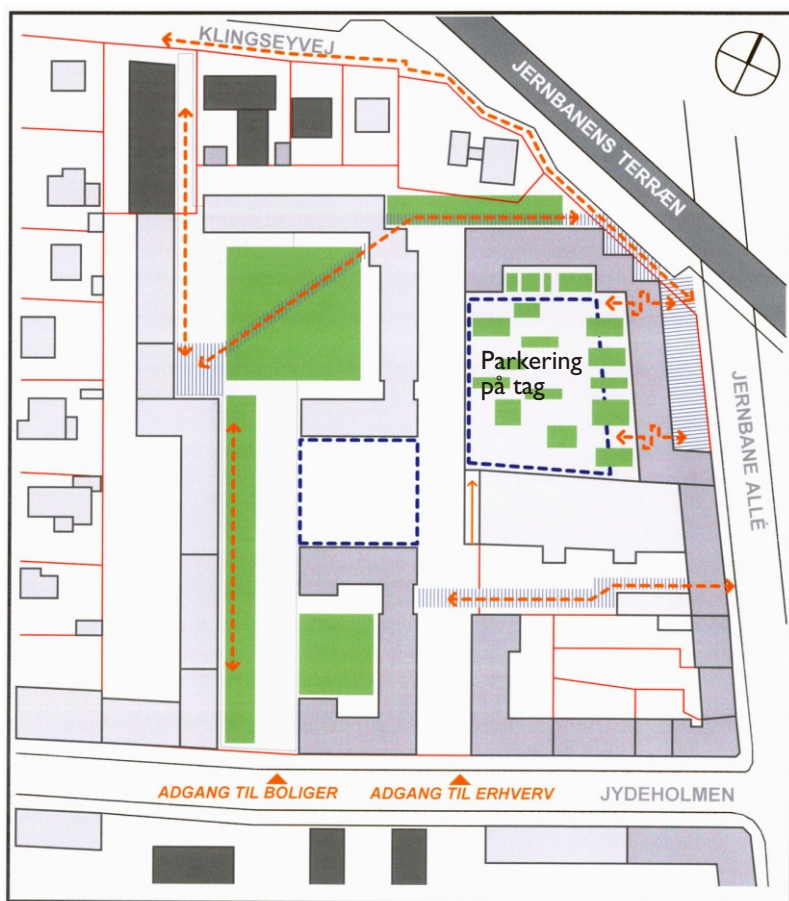 KLINGSEYVEJ
JERNBANENS TERRÆN
Parkering
på tag
JERNBANE ALLÉ
ADGANG TIL BOLIGER
ADGANG TIL ERHVERV
JYDEHOLMEN